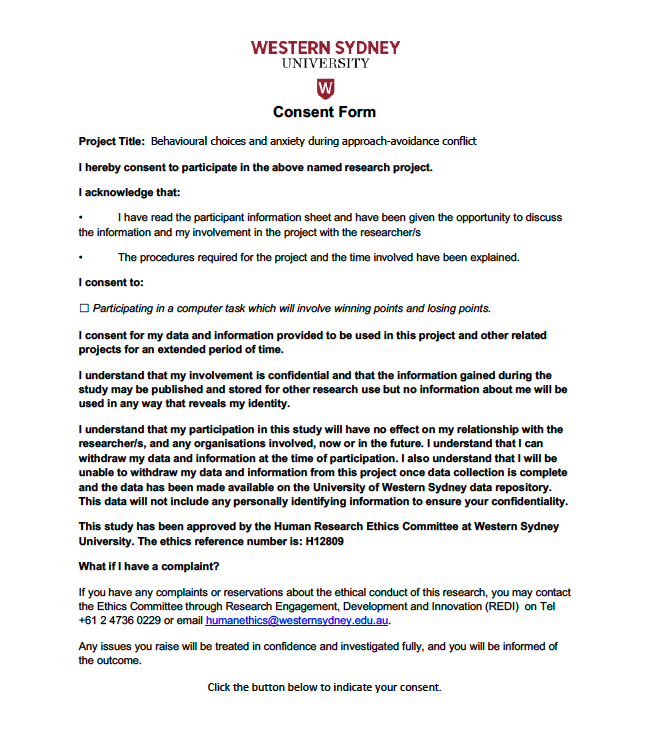 WESTERN SYDNEY
UNIVERSITY
W
Consent Form
Project Title: Behavioural choices and anxiety during approach-avoidance conflict
I hereby consent to participate in the above named research project.
I acknowledge that:
• I have read the participant information sheet and have been given the opportunity to discuss
the information and my involvement in the project with the researcher/s
• The procedures required for the project and the time involved have been explained.
I consent to:
☐ Participating in a computer task which will involve winning points and losing points.
I consent for my data and information provided to be used in this project and other related
projects for an extended period of time.
I understand that my involvement is confidential and that the information gained during the
study may be published and stored for other research use but no information about me will be
used in any way that reveals my identity.
I understand that my participation in this study will have no effect on my relationship with the
researcher/s, and any organisations involved, now or in the future. I understand that I can
withdraw my data and information at the time of participation. I also understand that I will be
unable to withdraw my data and information from this project once data collection is complete
and the data has been made available on the University of Western Sydney data repository.
This data will not include any personally identifying information to ensure your confidentiality.
This study has been approved by the Human Research Ethics Committee at Western Sydney
University. The ethics reference number is: H12809
What if I have a complaint?
If you have any complaints or reservations about the ethical conduct of this research, you may contact
the Ethics Committee through Research Engagement, Development and Innovation (REDI) on Tel
+61 2 4736 0229 or email humanethics@westernsydney.edu.au.
Any issues you raise will be treated in confidence and investigated fully, and you will be informed of
the outcome.
Click the button below to indicate your consent.